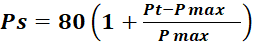 Ps = 80 (1 + (Pt−P max)/(P max))